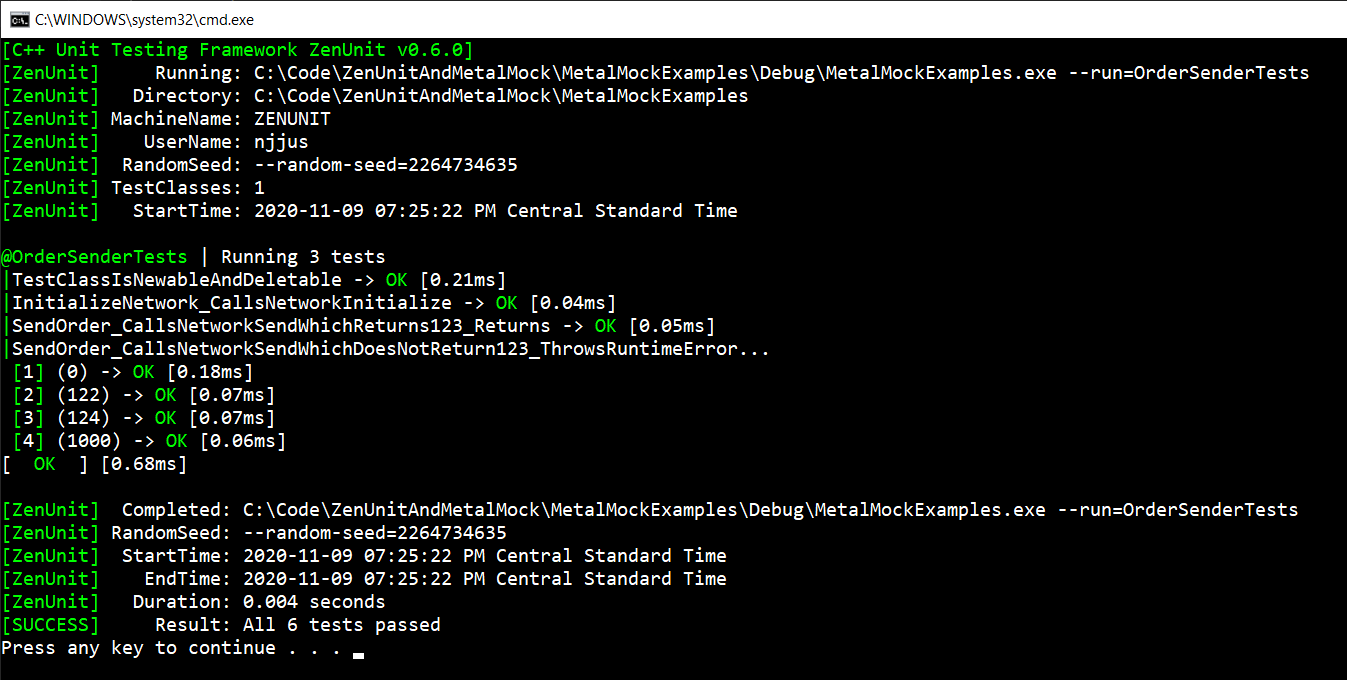 C:\WINDOWS\system32\cmd.exe
[C++ Unit Testing Framework ZenUnit v0.6.0]
[ZenUnit]     Running: C:\Code\ZenUnitAndMetalMock\MetalMockExamples\Debug\MetalMockExamples.exe --run=OrderSenderTests
[ZenUnit]   Directory: C:\Code\ZenUnitAndMetalMock\MetalMockExamples
[ZenUnit] MachineName: ZENUNIT
[ZenUnit]    UserName: njjus
[ZenUnit]  RandomSeed: --random-seed=2264734635
[ZenUnit] TestClasses: 1
[ZenUnit]   StartTime: 2020-11-09 07:25:22 PM Central Standard Time
@OrderSenderTests | Running 3 tests
|TestClassIsNewableAndDeletable -> OK [0.21ms]
|InitializeNetwork_CallsNetworkInitialize -> OK [0.04ms]
|SendOrder_CallsNetworkSendWhichReturns123_Returns -> OK [0.05ms]
|SendOrder_CallsNetworkSendWhichDoesNotReturn123_ThrowsRuntimeError...
 [1] (0) -> OK [0.18ms]
 [2] (122) -> OK [0.07ms]
 [3] (124) -> OK [0.07ms]
 [4] (1000) -> OK [0.06ms]
[  OK  ] [0.68ms]
[ZenUnit]  Completed: C:\Code\ZenUnitAndMetalMock\MetalMockExamples\Debug\MetalMockExamples.exe --run=OrderSenderTests
[ZenUnit] RandomSeed: --random-seed=2264734635
[ZenUnit]  StartTime: 2020-11-09 07:25:22 PM Central Standard Time
[ZenUnit]    EndTime: 2020-11-09 07:25:22 PM Central Standard Time
[ZenUnit]   Duration: 0.004 seconds
[SUCCESS]     Result: All 6 tests passed
Press any key to continue . . .